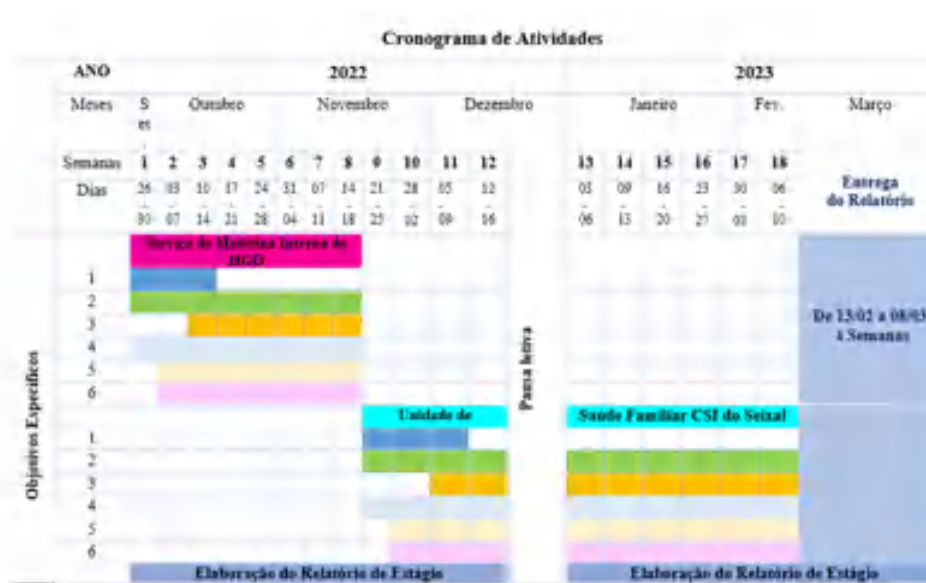 Cronograma de Atividades
ANO 2022 2023
Meses S Outubro Novembro Dezembro Janeiro Fev. Março
et
Semanas 1 2 3 4 5 6 7 8 9 10 11 12 13 14 15 16 17 18
Dias 26 03 10 17 24 31 07 14 21 28 05 12 03 09 16 23 30 06
- - - - - - - - - - - - - - - - - -
30 07 14 21 28 04 11 18 25 02 09 16 06 13 20 27 03 10
Entrega
do Relatório
Serviço de Medicina Interna do
HGO
1
2
3
4
5
6
De 13/02 a 08/03
4 Semanas
Pausa letiva
Objetivos Específicos
Unidade de Saúde Familiar CSI do Seixal
1
2
3
4
5
6
Elaboração do Relatório de Estágio Elaboração do Relatório de Estágio